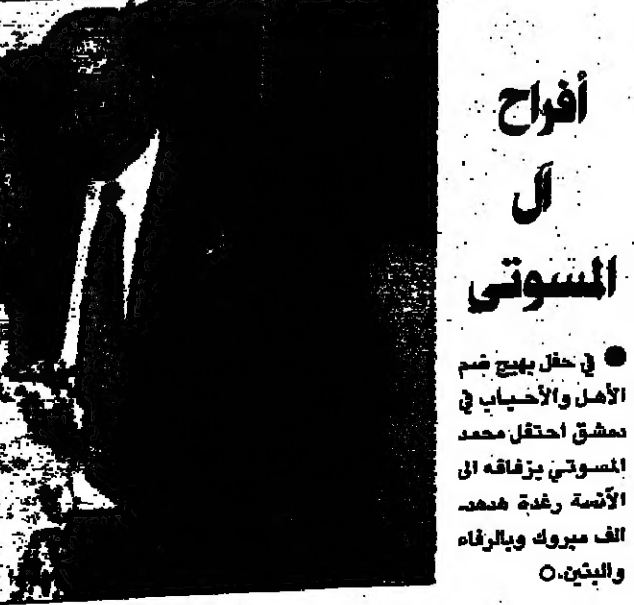 أفراح
آل
المسوتي
● في حفل بهيج ضم
الأهل والأحباب في
دمشق احتفل محمد
المسوتي بزفافه الى
الآنسة رغدة هدهد.
الف مبروك وبالرفاء
والبنين.○